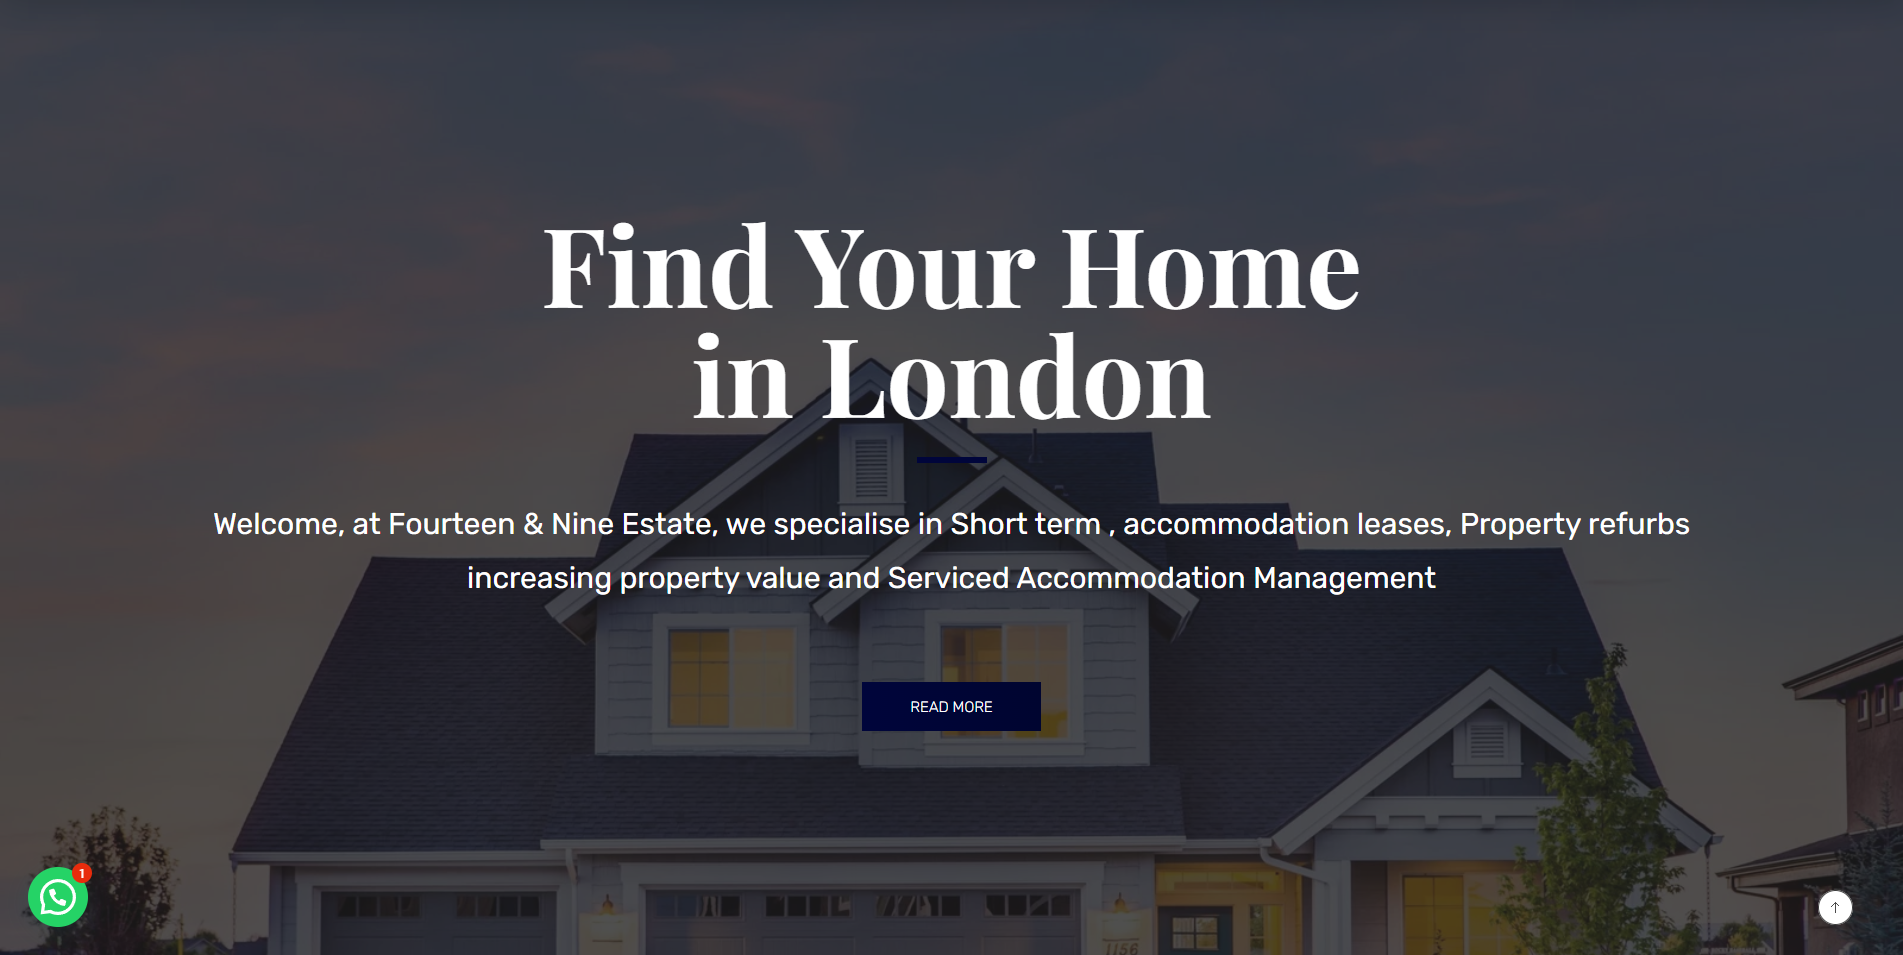 Find Your Home
in London
Welcome, at Fourteen & Nine Estate, we specialise in Short term , accommodation leases, Property refurbs
increasing property value and Serviced Accommodation Management
READ MORE
1
1156